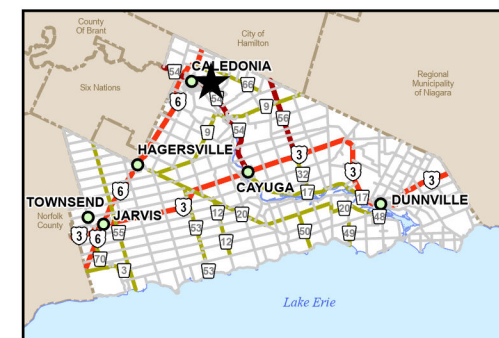 County
Of Brant
City of
Hamilton
CALEDONIA
54
66
Regional
Municipality
of Niagara
Six Nations
6
54
9
56
9
54
HAGERSVILLE
3
3
32
3
CAYUGA
6
17
17
TOWNSEND
3
DUNNVILLE
Norfolk
County
JARVIS
12
20
20
48
3
6
55
53
12
50
49
70
3
53
Lake Erie